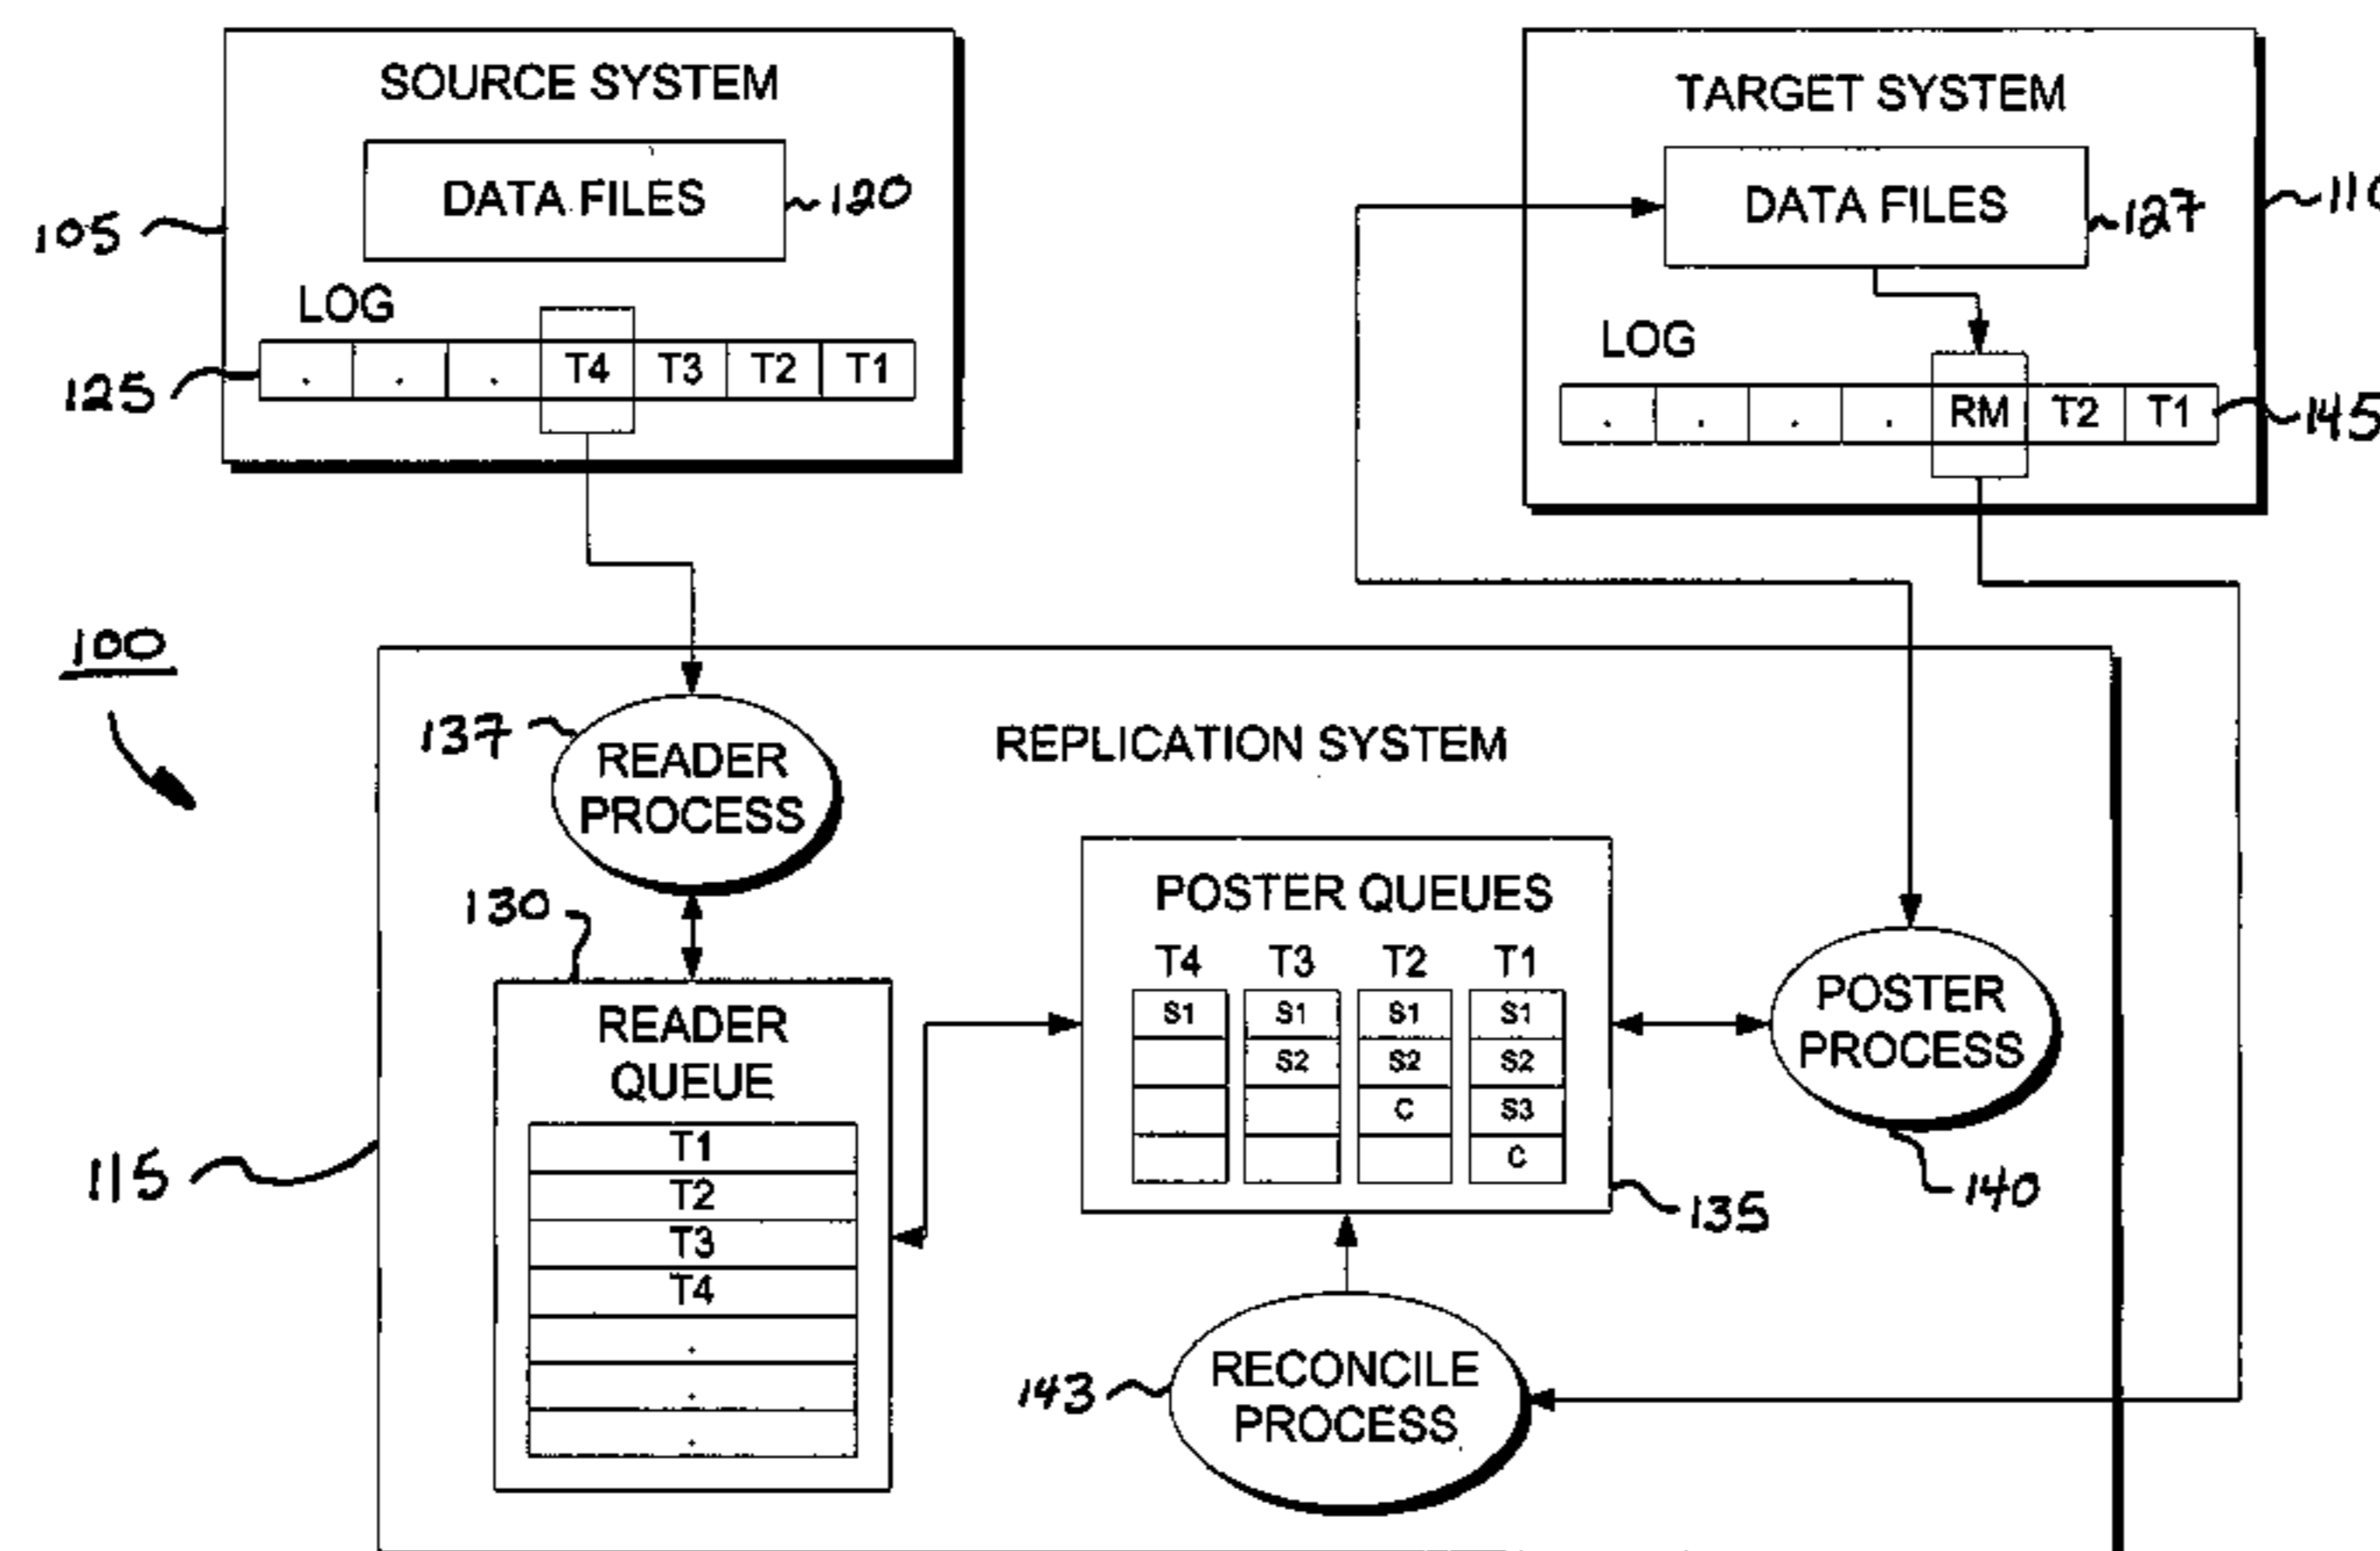 SOURCE SYSTEM
DATA FILES
120
105
LOG
. . . T4 T3 T2 T1
125
TARGET SYSTEM
DATA FILES
127
110
LOG
. . . . RM T2 T1
145
100
REPLICATION SYSTEM
137
READER
PROCESS
130
READER
QUEUE
T1
T2
T3
T4
.
.
.
115
POSTER QUEUES
T4 T3 T2 T1
S1 S1 S1 S1
S2 S2 S2
C S3
C
135
POSTER
PROCESS
140
RECONCILE
PROCESS
143